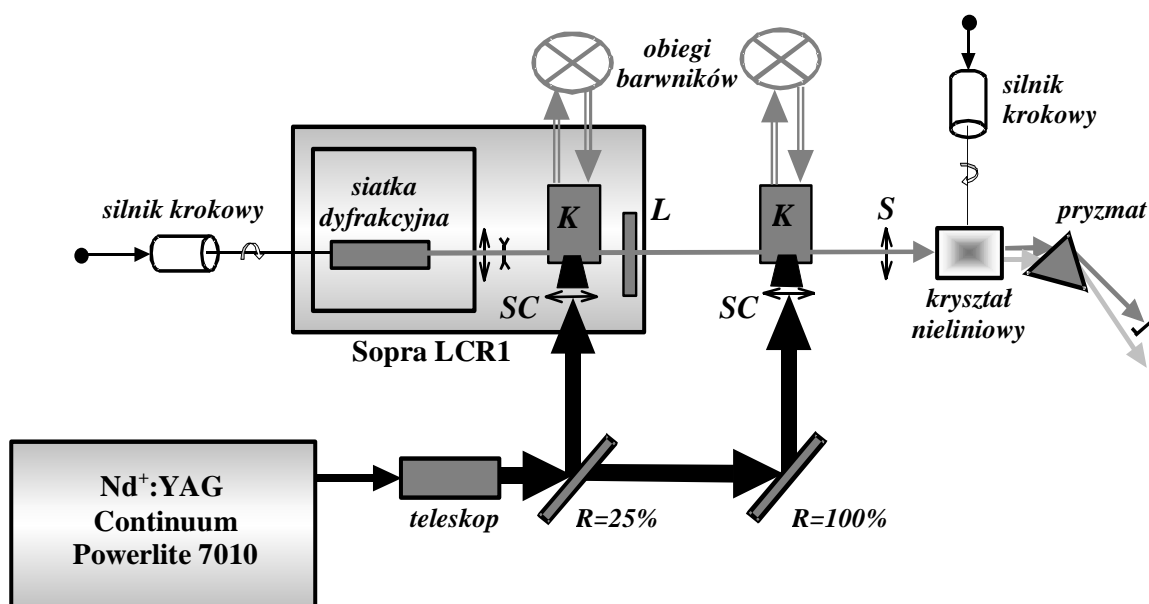 obiegi
barwników
silnik
krokowy
siatka
dyfrakcyjna
silnik krokowy
K
L
K
S
pryzmat
SC
SC
kryształ
nieliniowy
Sopra LCR1
Nd⁺:YAG
Continuum
Powerlite 7010
teleskop
R=25%
R=100%